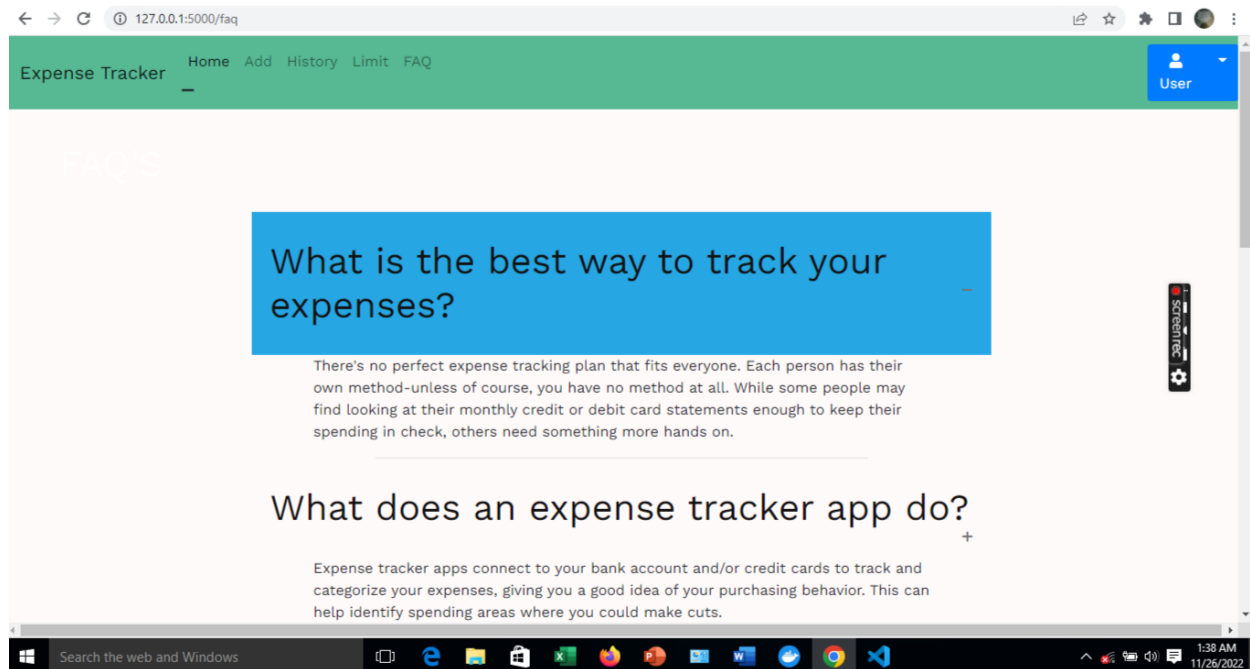 127.0.0.1:5000/faq
Expense Tracker
Home Add History Limit FAQ
User
FAQ'S
What is the best way to track your
expenses?
There's no perfect expense tracking plan that fits everyone. Each person has their
own method-unless of course, you have no method at all. While some people may
find looking at their monthly credit or debit card statements enough to keep their
spending in check, others need something more hands on.
What does an expense tracker app do?
Expense tracker apps connect to your bank account and/or credit cards to track and
categorize your expenses, giving you a good idea of your purchasing behavior. This can
help identify spending areas where you could make cuts.
screenrec
Search the web and Windows
1:38 AM
11/26/2022